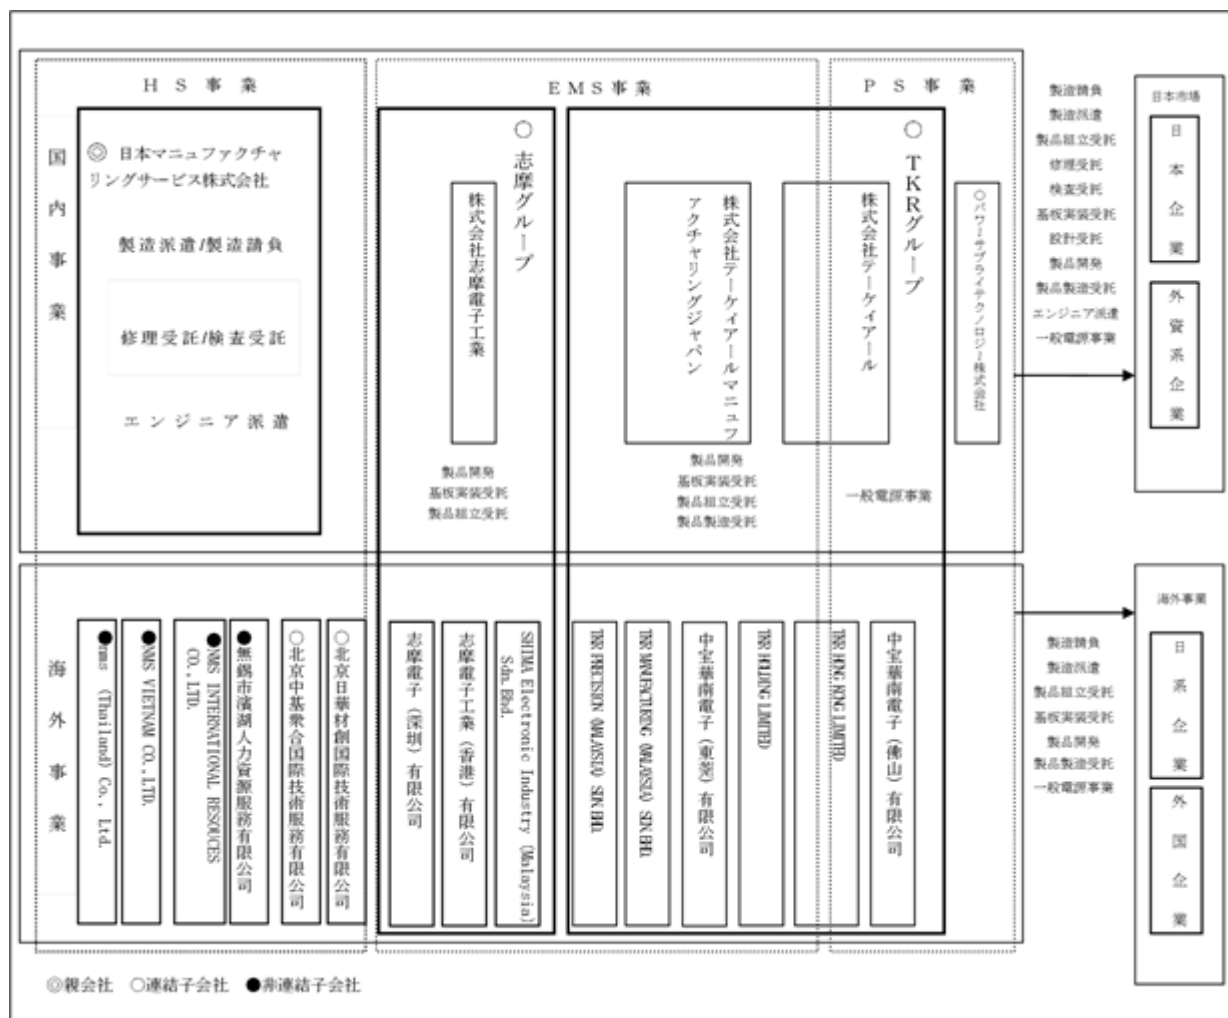 HS事業
EMS事業
PS事業
国内事業
◎ 日本マニュファクチャ
リングサービス株式会社
製造派遣/製造請負
修理受託/検査受託
エンジニア派遣
○ 志摩グループ
株式会社志摩電子工業
製品開発
基板実装受託
製品組立受託
○ TKRグループ
株式会社テーケィアールマニュフ
アクチャリングジャパン
株式会社テーケィアール
製品開発
基板実装受託
製品組立受託
製品製造受託
○パワーサプライテクノロジー株式会社
一般電源事業
製造請負
製造派遣
製品組立受託
修理受託
検査受託
基板実装受託
設計受託
製品開発
製品製造受託
エンジニア派遣
一般電源事業
日本市場
日本企業
外資系企業
海外事業
●nms (Thailand) Co., Ltd.
●NMS VIETNAM CO., LTD.
●NMS INTERNATIONAL RESOUCES
CO., LTD.
●無錫市濱湖人力資源服務有限公司
○北京中基衆合国際技術服務有限公司
○北京日華材創国際技術服務有限公司
志摩電子（深圳）有限公司
志摩電子工業（香港）有限公司
SHIMA Electronic Industry (Malaysia)
Sdn. Bhd.
TKR PRECISION (MALAYSIA) SDN. BHD.
TKR MANUFACTURING (MALAYSIA) SDN. BHD.
中宝華南電子（東莞）有限公司
TKR HOLDING LIMITED
TKR HONG KONG LIMITED
中宝華南電子（佛山）有限公司
製造請負
製造派遣
製品組立受託
基板実装受託
製品開発
製品製造受託
一般電源事業
海外事業
日系企業
外国企業
◎親会社 ○連結子会社 ●非連結子会社